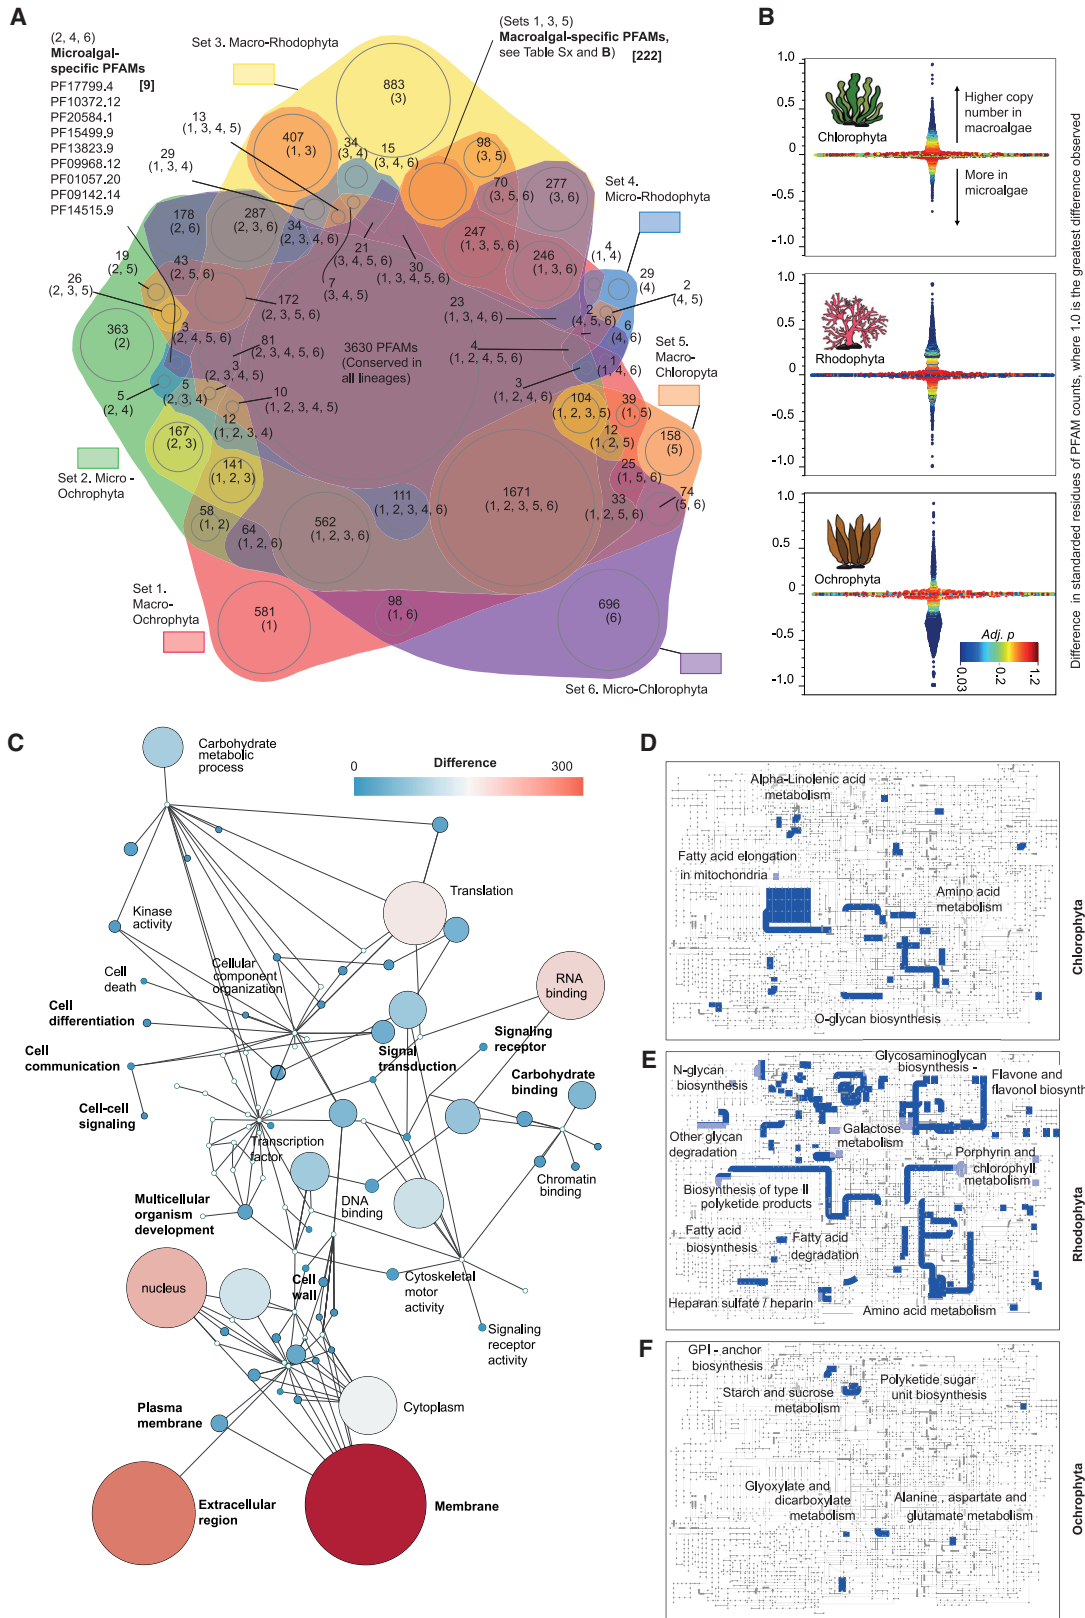 A
(2, 4, 6)
Microalgal-
specific PFAMs
[9]
PF17799.4
PF10372.12
PF20584.1
PF15499.9
PF13823.9
PF09968.12
PF01057.20
PF09142.14
PF14515.9
Set 3. Macro-Rhodophyta
(Sets 1, 3, 5)
Macroalgal-specific PFAMs,
see Table Sx and B)
[222]
883
(3)
13
(1, 3, 4, 5)
407
(1, 3)
34
(3, 4)
15
(3, 4, 6)
98
(3, 5)
29
(1, 3, 4)
70
(3, 5, 6)
277
(3, 6)
Set 4.
Micro-Rhodophyta
178
(2, 6)
287
(2, 3, 6)
34
(2, 3, 4, 6)
21
(3, 4, 5, 6)
30
(1, 3, 4, 5, 6)
247
(1, 3, 5, 6)
246
(1, 3, 6)
4
(1, 4)
29
(4)
19
(2, 5)
43
(2, 5, 6)
26
(2, 3, 5)
172
(2, 3, 5, 6)
7
(3, 4, 5)
23
(1, 3, 4, 6)
2
(4, 5)
2
(4, 5, 6)
6
(4, 6)
363
(2)
3
(2, 4, 5, 6)
81
(2, 3, 4, 5, 6)
3630 PFAMs
(Conserved in
all lineages)
4
(1, 2, 4, 5, 6)
Set 5.
Macro-
Chloropyta
3
(2, 3, 4, 5)
1
(1, 4, 6)
5
(2, 4)
5
(2, 3, 4)
10
(1, 2, 3, 4, 5)
3
(1, 2, 4, 6)
104
(1, 2, 3, 5)
39
(1, 5)
12
(1, 2, 3, 4)
167
(2, 3)
12
(1, 2, 5)
158
(5)
Set 2. Micro -
Ochrophyta
141
(1, 2, 3)
25
(1, 5, 6)
111
(1, 2, 3, 4, 6)
1671
(1, 2, 3, 5, 6)
33
(1, 2, 5, 6)
74
(5, 6)
58
(1, 2)
64
(1, 2, 6)
562
(1, 2, 3, 6)
Set 1.
Macro-
Ochrophyta
581
(1)
98
(1, 6)
696
(6)
Set 6. Micro-Chlorophyta
B
1.0
0.5
0
-0.5
-1.0
Chlorophyta
Higher copy
number in
macroalgae
More in
microalgae
1.0
0.5
0
-0.5
-1.0
Rhodophyta
1.0
0.5
0
-0.5
-1.0
Ochrophyta
Adj. p
0.03
0.2
1.2
Difference in standarded residues of PFAM counts, where 1.0 is the greatest difference observed
C
Carbohydrate
metabolic
process
Difference
0
300
Translation
Kinase
activity
Cellular
component
organization
Cell
death
RNA
binding
Cell
differentiation
Signal
transduction
Signaling
receptor
Cell
communication
Carbohydrate
binding
Cell-cell
signaling
Transcription
factor
Chromatin
binding
Multicellular
organism
development
DNA
binding
nucleus
Cell
wall
Cytoskeletal
motor
activity
Signaling
receptor
activity
Plasma
membrane
Cytoplasm
Extracellular
region
Membrane
D
Alpha-Linolenic acid
metabolism
Fatty acid elongation
in mitochondria
Amino acid
metabolism
O-glycan biosynthesis
Chlorophyta
E
N-glycan
biosynthesis
Glycosaminoglycan
biosynthesis -
Flavone and
flavonol biosynth
Other glycan
degradation
Galactose
metabolism
Porphyrin and
chlorophyll
metabolism
Biosynthesis of type II
polyketide products
Fatty acid
biosynthesis
Fatty acid
degradation
Heparan sulfate / heparin
Amino acid metabolism
Rhodophyta
F
GPI - anchor
biosynthesis
Starch and sucrose
metabolism
Polyketide sugar
unit biosynthesis
Glyoxylate and
dicarboxylate
metabolism
Alanine , aspartate and
glutamate metabolism
Ochrophyta